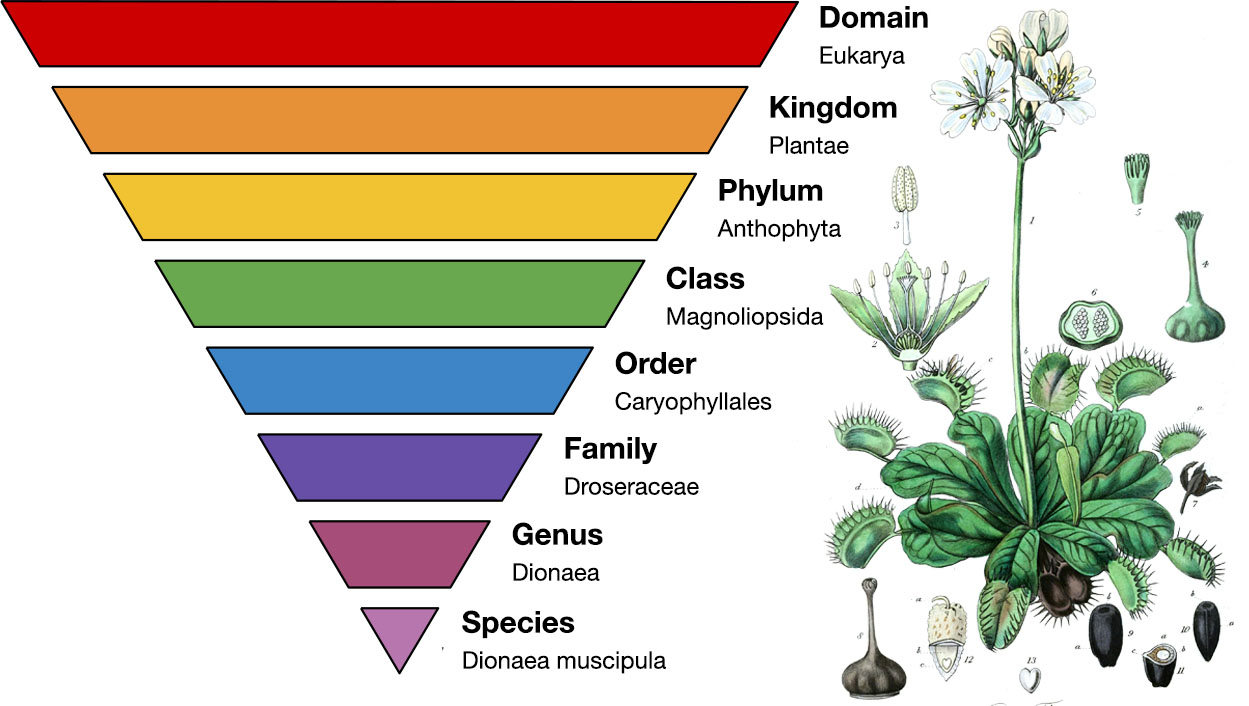 Domain
Eukarya
Kingdom
Plantae
Phylum
Anthophyta
Class
Magnoliopsida
Order
Caryophyllales
Family
Droseraceae
Genus
Dionaea
Species
Dionaea muscipula
1
2
3
4
5
6
c
b
a
d
7
8
a
b
c
12
13
a
b
9
a
b
c
11
b
10
a